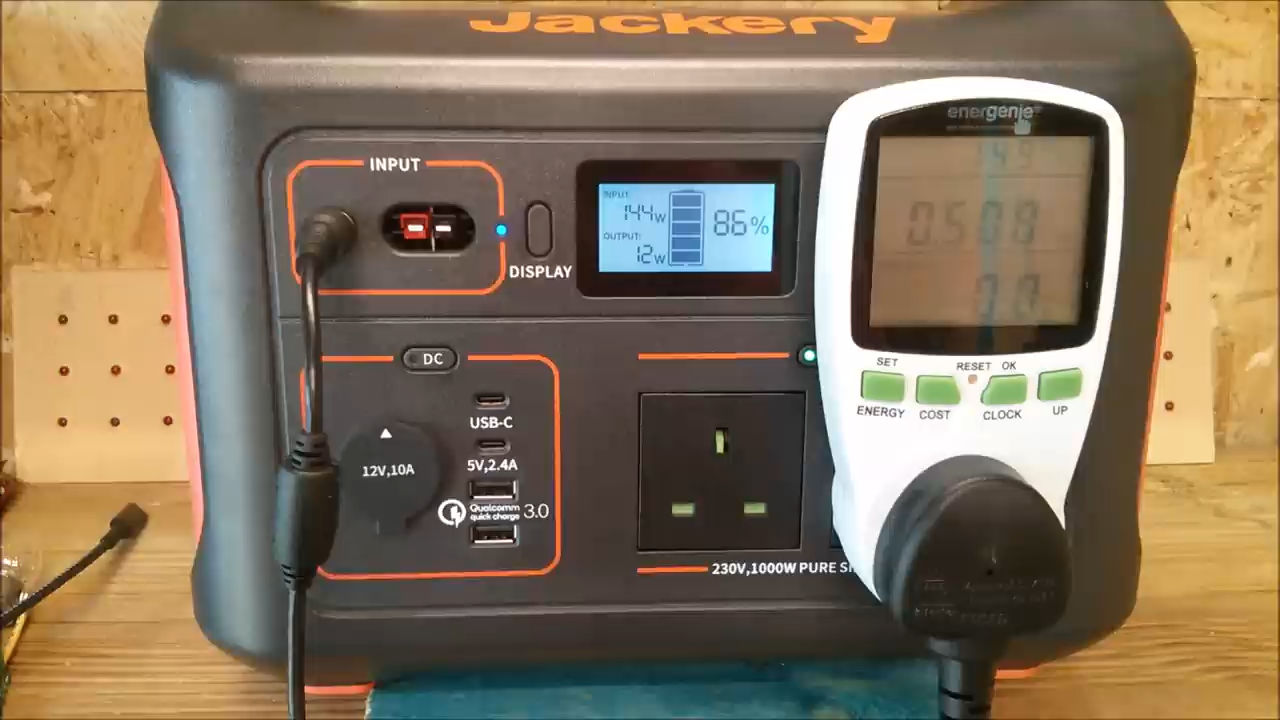 Jackery
energenie
INPUT
INPUT:
144W
OUTPUT:
12W
86%
DISPLAY
0.508
DC
USB-C
5V,2.4A
12V,10A
Qualcomm
quick charge 3.0
230V,1000W PURE
SET
RESET OK
ENERGY
COST
CLOCK
UP